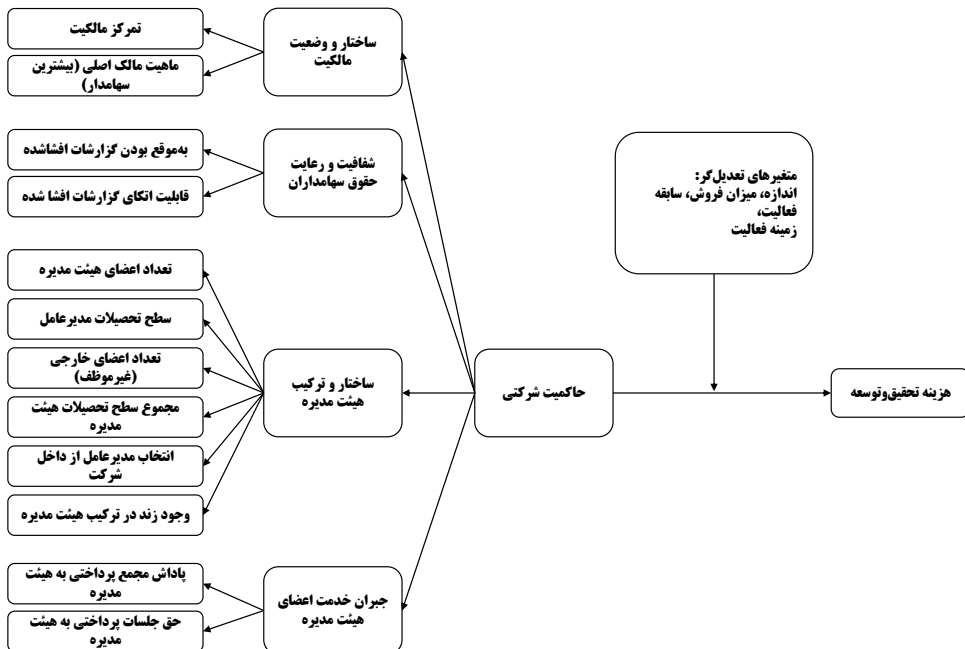 تمرکز مالکیت
ماهیت مالک اصلی (بیشترین
سهامدار)
ساختار و وضعیت
مالکیت
به‌موقع بودن گزارشات افشاشده
قابلیت اتکای گزارشات افشا شده
شفافیت و رعایت
حقوق سهامداران
متغیرهای تعدیل‌گر:
اندازه، میزان فروش، سابقه
فعالیت،
زمینه فعالیت
تعداد اعضای هیئت مدیره
سطح تحصیلات مدیرعامل
تعداد اعضای خارجی
(غیرموظف)
مجموع سطح تحصیلات هیئت
مدیره
انتخاب مدیرعامل از داخل
شرکت
وجود زند در ترکیب هیئت مدیره
ساختار و ترکیب
هیئت مدیره
حاکمیت شرکتی
هزینه تحقیق‌وتوسعه
پاداش مجمع پرداختی به هیئت
مدیره
حق جلسات پرداختی به هیئت
مدیره
جبران خدمت اعضای
هیئت مدیره